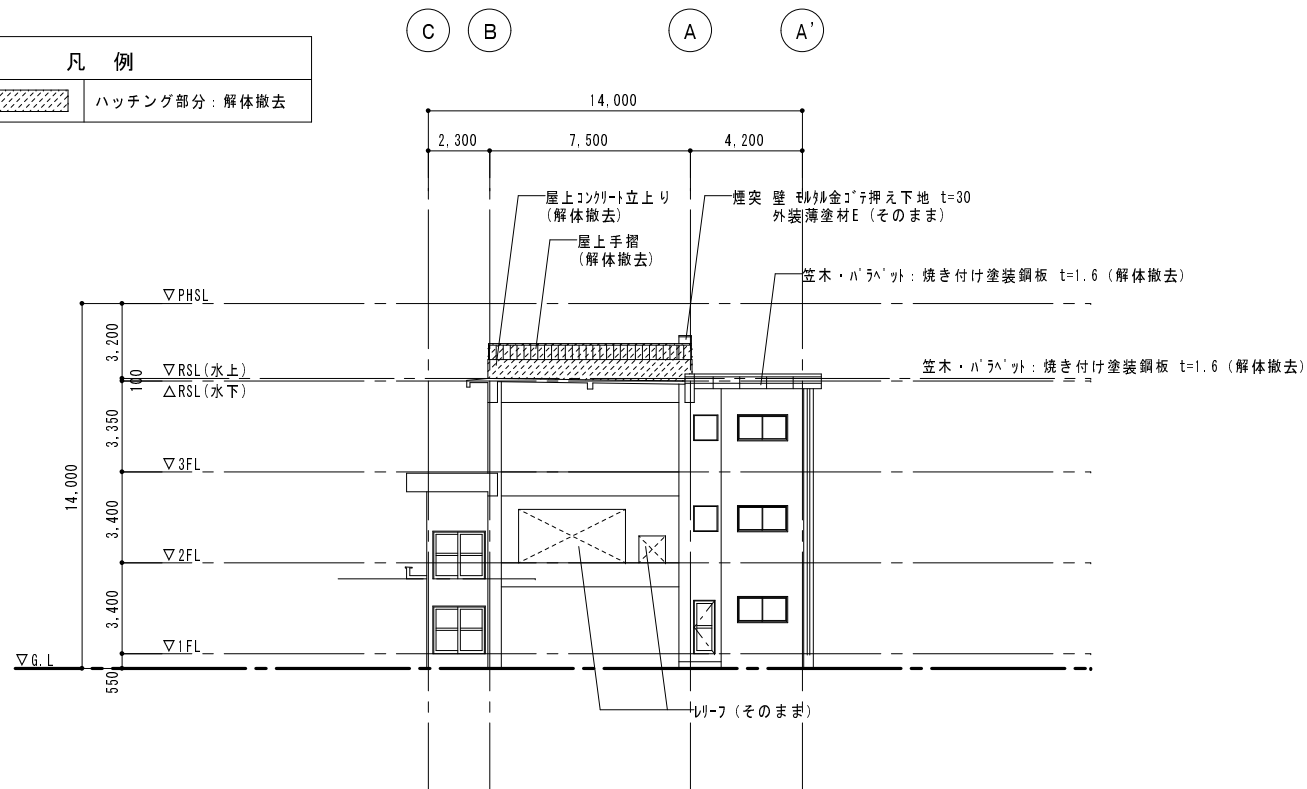 C B A A'
凡 例
ハッチング部分：解体撤去
14,000
2,300 7,500 4,200
屋上ｺﾝｸﾘｰﾄ立上り
(解体撤去)
屋上手摺
(解体撤去)
煙突 壁 ﾓﾙﾀﾙ金ｺﾞﾃ押え下地 t=30
外装薄塗材E (そのまま)
笠木・ﾊﾟﾗﾍﾟｯﾄ：焼き付け塗装鋼板 t=1.6 (解体撤去)
笠木・ﾊﾟﾗﾍﾟｯﾄ：焼き付け塗装鋼板 t=1.6 (解体撤去)
▽PHSL
3,200
▽RSL(水上)
100
△RSL(水下)
3,350
▽3FL
14,000
3,400
▽2FL
3,400
▽1FL
▽G.L
550
ﾚﾘｰﾌ (そのまま)